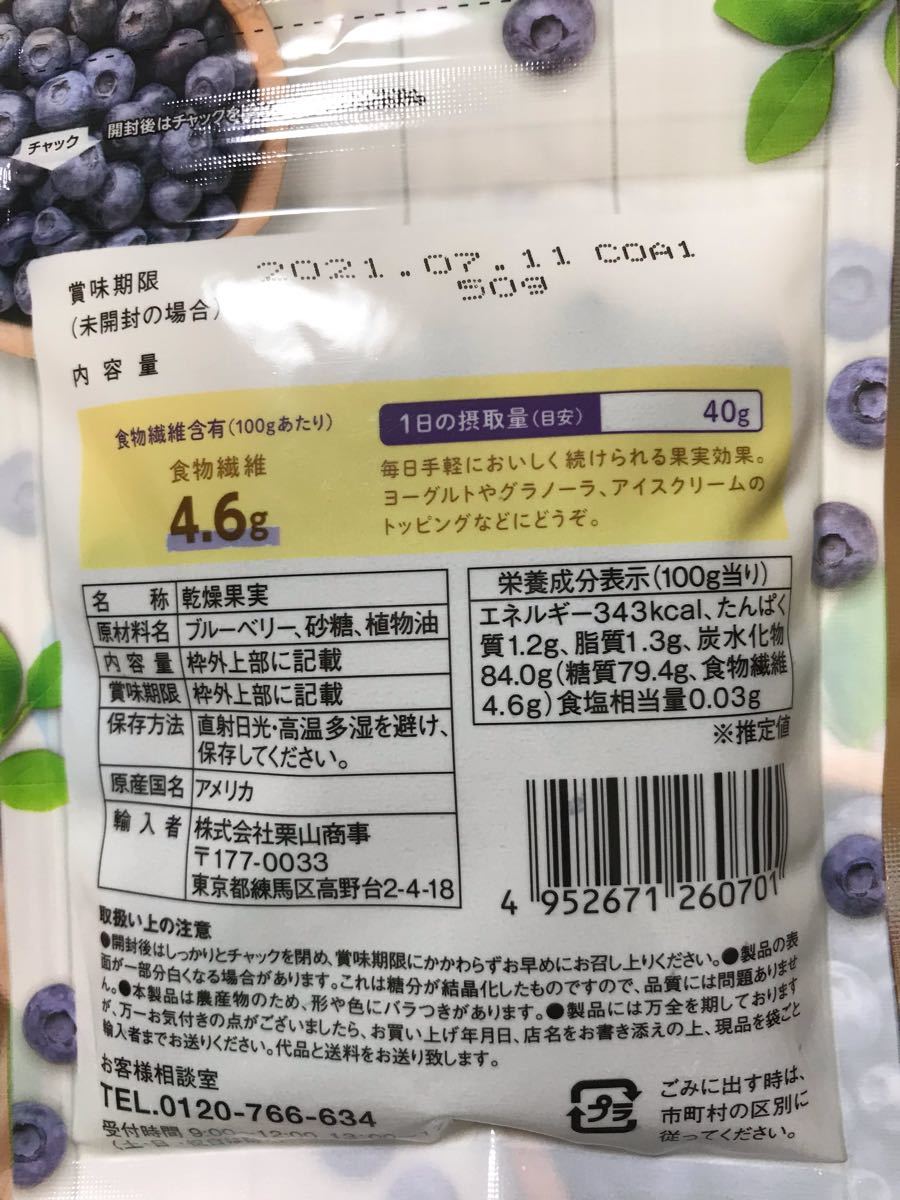 チャック
開封後はチャックを
賞味期限
(未開封の場合)
2021.07.11 COA1
50g
内容量
食物繊維含有(100gあたり)
食物繊維
4.6g
1日の摂取量(目安)
40g
毎日手軽においしく続けられる果実効果。
ヨーグルトやグラノーラ、アイスクリームの
トッピングなどにどうぞ。
名 称 乾燥果実
原材料名 ブルーベリー、砂糖、植物油
内容量 枠外上部に記載
賞味期限 枠外上部に記載
保存方法 直射日光・高温多湿を避け、
保存してください。
原産国名 アメリカ
輸入者 株式会社栗山商事
〒177-0033
東京都練馬区高野台2-4-18
栄養成分表示(100g当り)
エネルギー343kcal、たんぱく
質1.2g、脂質1.3g、炭水化物
84.0g(糖質79.4g、食物繊維
4.6g)食塩相当量0.03g
※推定値
4 952671 260701
取扱い上の注意
●開封後はしっかりとチャックを閉め、賞味期限にかかわらずお早めにお召し上りください。●製品の表
面が一部分白くなる場合があります。これは糖分が結晶化したものですので、品質には問題ありませ
ん。●本製品は農産物のため、形や色にバラつきがあります。●製品には万全を期しております
が、万一お気付きの点がございましたら、お買い上げ年月日、店名をお書き添えの上、現品を袋ごと
輸入者までお送りください。代品と送料をお送り致します。
お客様相談室
TEL.0120-766-634
受付時間 9:00~12:00
プラ
ごみに出す時は、
市町村の区別に
従ってください。